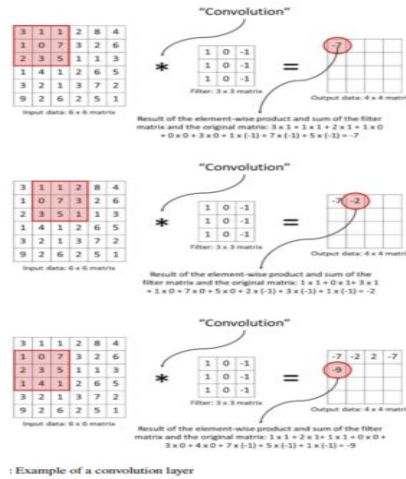 "Convolution"
3 1 1 2 8 4
1 0 7 3 2 6
2 3 5 1 1 3
1 4 1 2 6 5
3 2 1 3 7 2
9 2 6 2 5 1
Input data: 6 x 6 matrix
*
1 0 -1
1 0 -1
1 0 -1
Filter: 3 x 3 matrix
=
-7
Output data: 4 x 4 matrix
Result of the element-wise product and sum of the filter
matrix and the original matrix: 3 x 1 + 1 x 1 + 2 x 1 + 1 x 0
+ 0 x 0 + 3 x 0 + 1 x (-1) + 7 x (-1) + 5 x (-1) = -7
"Convolution"
3 1 1 2 8 4
1 0 7 3 2 6
2 3 5 1 1 3
1 4 1 2 6 5
3 2 1 3 7 2
9 2 6 2 5 1
Input data: 6 x 6 matrix
*
1 0 -1
1 0 -1
1 0 -1
Filter: 3 x 3 matrix
=
-7 -2
Output data: 4 x 4 matrix
Result of the element-wise product and sum of the
filter matrix and the original matrix: 1 x 1 + 0 x 1+ 3 x 1
+ 1 x 0 + 7 x 0 + 5 x 0 + 2 x (-1) + 3 x (-1) + 1 x (-1) = -2
"Convolution"
3 1 1 2 8 4
1 0 7 3 2 6
2 3 5 1 1 3
1 4 1 2 6 5
3 2 1 3 7 2
9 2 6 2 5 1
Input data: 6 x 6 matrix
*
1 0 -1
1 0 -1
1 0 -1
Filter: 3 x 3 matrix
=
-7 -2 2 -7
-9
Output data: 4 x 4 matrix
Result of the element-wise product and sum of the filter
matrix and the original matrix: 1 x 1 + 2 x 1+ 1 x 1 + 0 x 0 +
3 x 0 + 4 x 0 + 7 x (-1) + 5 x (-1) + 1 x (-1) = -9
: Example of a convolution layer